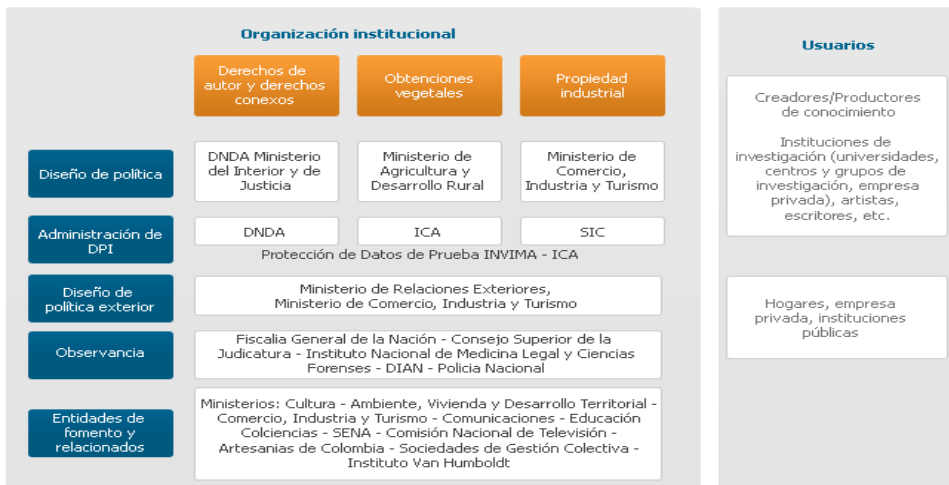 Organización institucional
Derechos de
autor y derechos
conexos
Obtenciones
vegetales
Propiedad
industrial
Diseño de política
DNDA Ministerio
del Interior y de
Justicia
Ministerio de
Agricultura y
Desarrollo Rural
Ministerio de
Comercio,
Industria y Turismo
Administración de
DPI
DNDA
ICA
SIC
Protección de Datos de Prueba INVIMA - ICA
Diseño de
política exterior
Ministerio de Relaciones Exteriores,
Ministerio de Comercio, Industria y Turismo
Observancia
Fiscalia General de la Nación - Consejo Superior de la
Judicatura - Instituto Nacional de Medicina Legal y Ciencias
Forenses - DIAN - Policia Nacional
Entidades de
fomento y
relacionados
Ministerios: Cultura - Ambiente, Vivienda y Desarrollo Territorial -
Comercio, Industria y Turismo - Comunicaciones - Educación
Colciencias - SENA - Comisión Nacional de Televisión -
Artesanias de Colombia - Sociedades de Gestión Colectiva -
Instituto Van Humboldt
Usuarios
Creadores/Productores
de conocimiento
Instituciones de
investigación (universidades,
centros y grupos de
investigación, empresa
privada), artistas,
escritores, etc.
Hogares, empresa
privada, instituciones
públicas